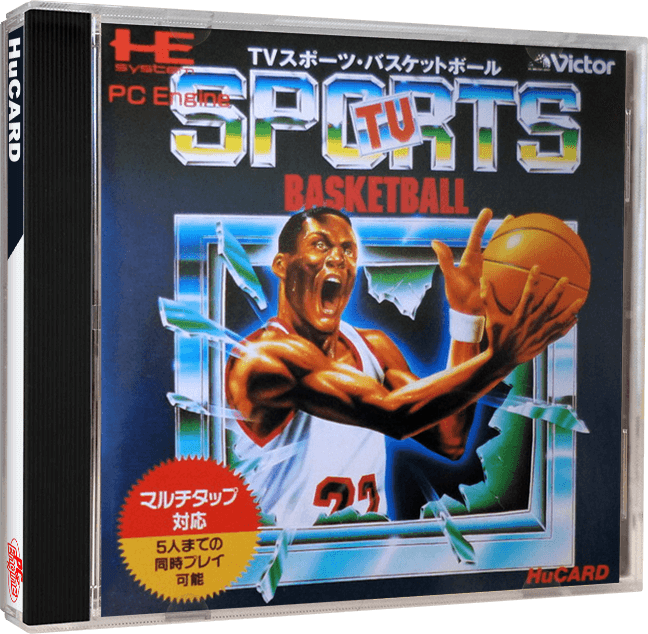 HuCARD
HE
system
PC Engine
TVスポーツ・バスケットボール
Victor
SPORTS
TV
BASKETBALL
マルチタップ
対応
5人までの
同時プレイ
可能
HuCARD
PC
Engine